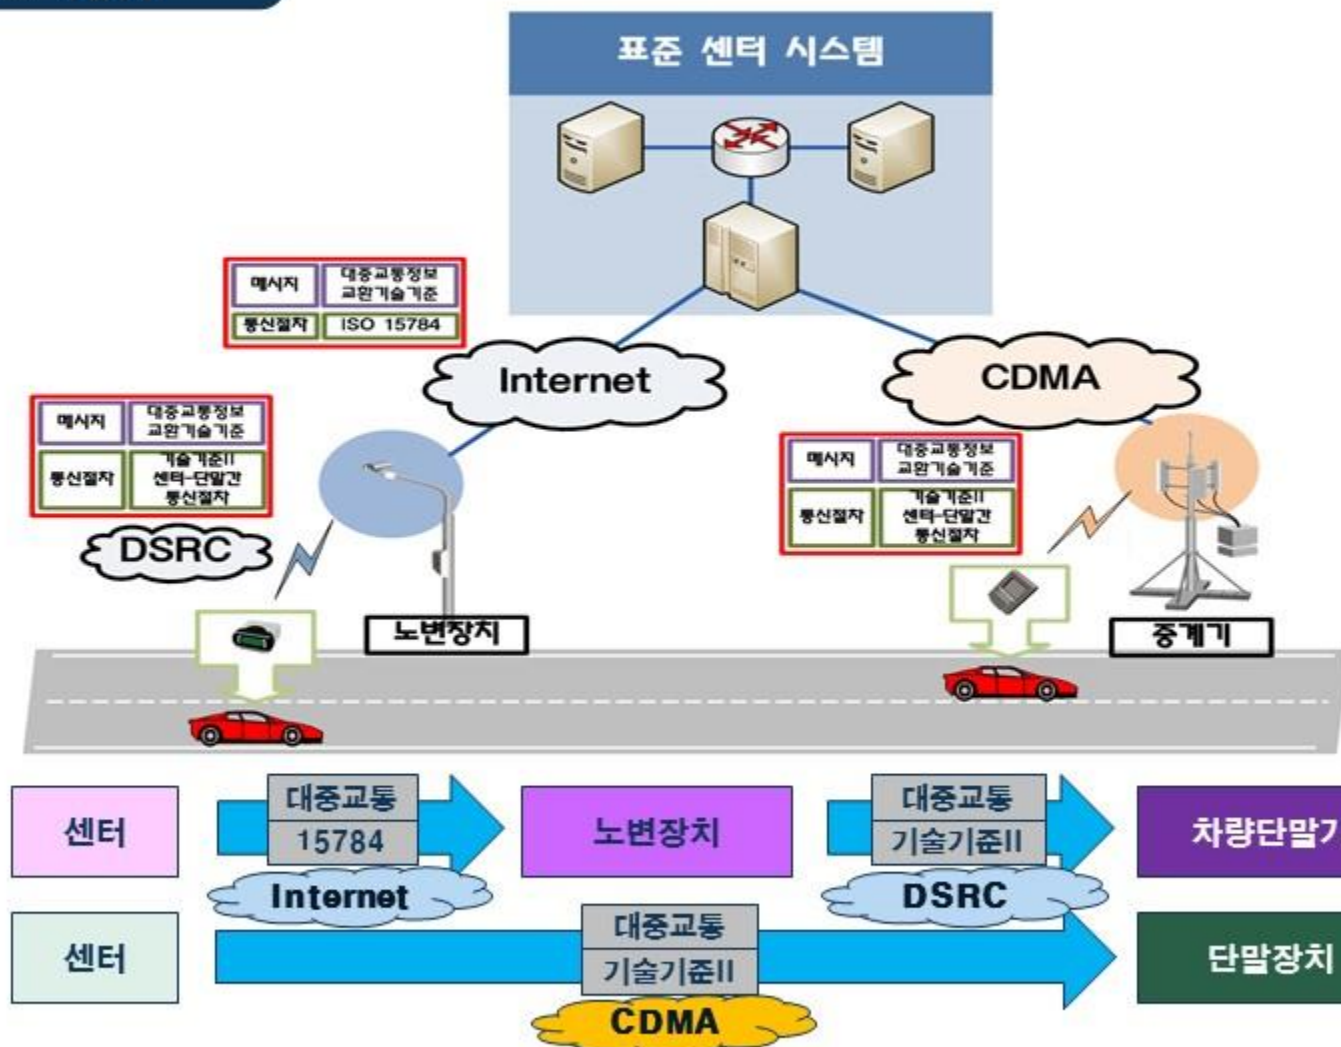 표준 센터 시스템
메시지
대중교통정보
교환기술기준
통신절차
ISO 15784
Internet
CDMA
메시지
대중교통정보
교환기술기준
통신절차
기술기준II
센터-단말간
통신절차
DSRC
메시지
대중교통정보
교환기술기준
통신절차
기술기준II
센터-단말간
통신절차
노변장치
중계기
센터
대중교통
15784
Internet
노변장치
대중교통
기술기준II
DSRC
차량단말기
센터
대중교통
기술기준II
CDMA
단말장치